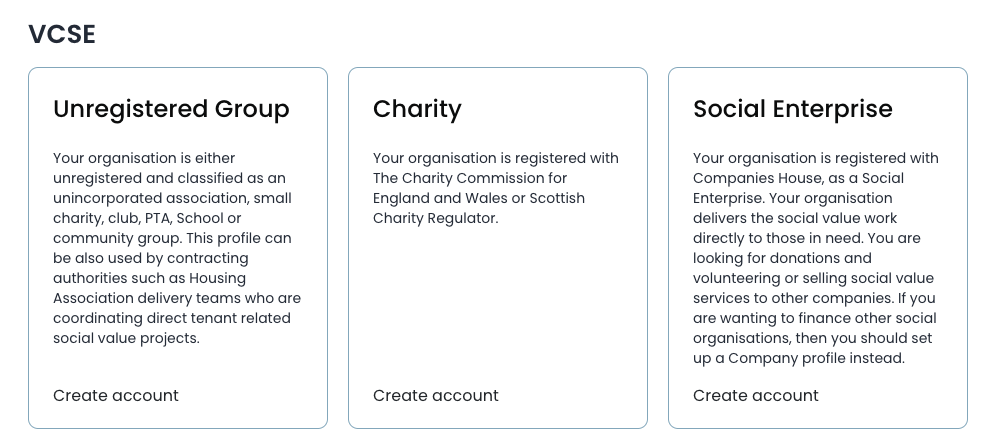 VCSE
Unregistered Group
Your organisation is either
unregistered and classified as an
unincorporated association, small
charity, club, PTA, School or
community group. This profile can
be also used by contracting
authorities such as Housing
Association delivery teams who are
coordinating direct tenant related
social value projects.
Create account
Charity
Your organisation is registered with
The Charity Commission for
England and Wales or Scottish
Charity Regulator.
Create account
Social Enterprise
Your organisation is registered with
Companies House, as a Social
Enterprise. Your organisation
delivers the social value work
directly to those in need. You are
looking for donations and
volunteering or selling social value
services to other companies. If you
are wanting to finance other social
organisations, then you should set
up a Company profile instead.
Create account